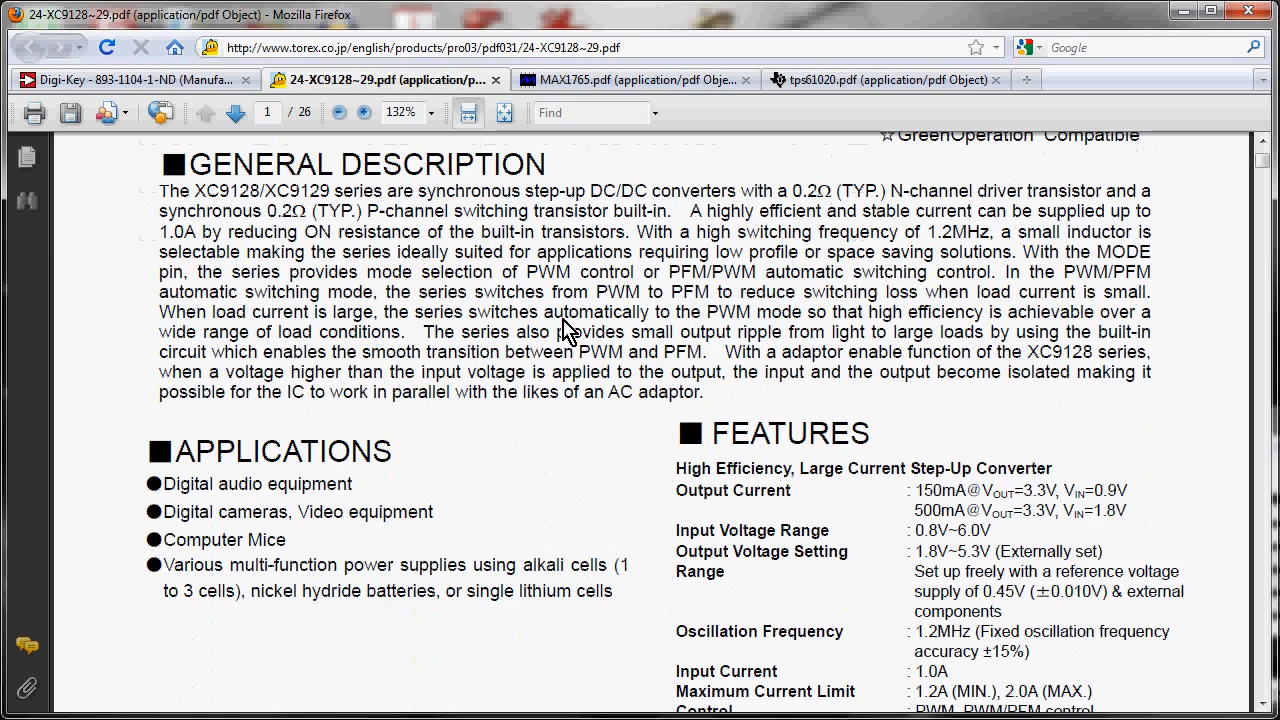 24-XC9128~29.pdf (application/pdf Object) - Mozilla Firefox
http://www.torex.co.jp/english/products/pro03/pdf031/24-XC9128~29.pdf
Google
Digi-Key - 893-1104-1-ND (Manufa...
24-XC9128~29.pdf (application/p...
MAX1765.pdf (application/pdf Obje...
tps61020.pdf (application/pdf Object)
1 / 26
132%
Find
☆GreenOperation Compatible
■GENERAL DESCRIPTION
The XC9128/XC9129 series are synchronous step-up DC/DC converters with a 0.2Ω (TYP.) N-channel driver transistor and a
synchronous 0.2Ω (TYP.) P-channel switching transistor built-in. A highly efficient and stable current can be supplied up to
1.0A by reducing ON resistance of the built-in transistors. With a high switching frequency of 1.2MHz, a small inductor is
selectable making the series ideally suited for applications requiring low profile or space saving solutions. With the MODE
pin, the series provides mode selection of PWM control or PFM/PWM automatic switching control. In the PWM/PFM
automatic switching mode, the series switches from PWM to PFM to reduce switching loss when load current is small.
When load current is large, the series switches automatically to the PWM mode so that high efficiency is achievable over a
wide range of load conditions. The series also provides small output ripple from light to large loads by using the built-in
circuit which enables the smooth transition between PWM and PFM. With a adaptor enable function of the XC9128 series,
when a voltage higher than the input voltage is applied to the output, the input and the output become isolated making it
possible for the IC to work in parallel with the likes of an AC adaptor.
■APPLICATIONS
●Digital audio equipment
●Digital cameras, Video equipment
●Computer Mice
●Various multi-function power supplies using alkali cells (1
to 3 cells), nickel hydride batteries, or single lithium cells
■ FEATURES
High Efficiency, Large Current Step-Up Converter
Output Current : 150mA@VOUT=3.3V, VIN=0.9V
500mA@VOUT=3.3V, VIN=1.8V
Input Voltage Range : 0.8V~6.0V
Output Voltage Setting : 1.8V~5.3V (Externally set)
Range Set up freely with a reference voltage
supply of 0.45V (±0.010V) & external
components
Oscillation Frequency : 1.2MHz (Fixed oscillation frequency
accuracy ±15%)
Input Current : 1.0A
Maximum Current Limit : 1.2A (MIN.), 2.0A (MAX.)
Control : PWM, PWM/PFM control